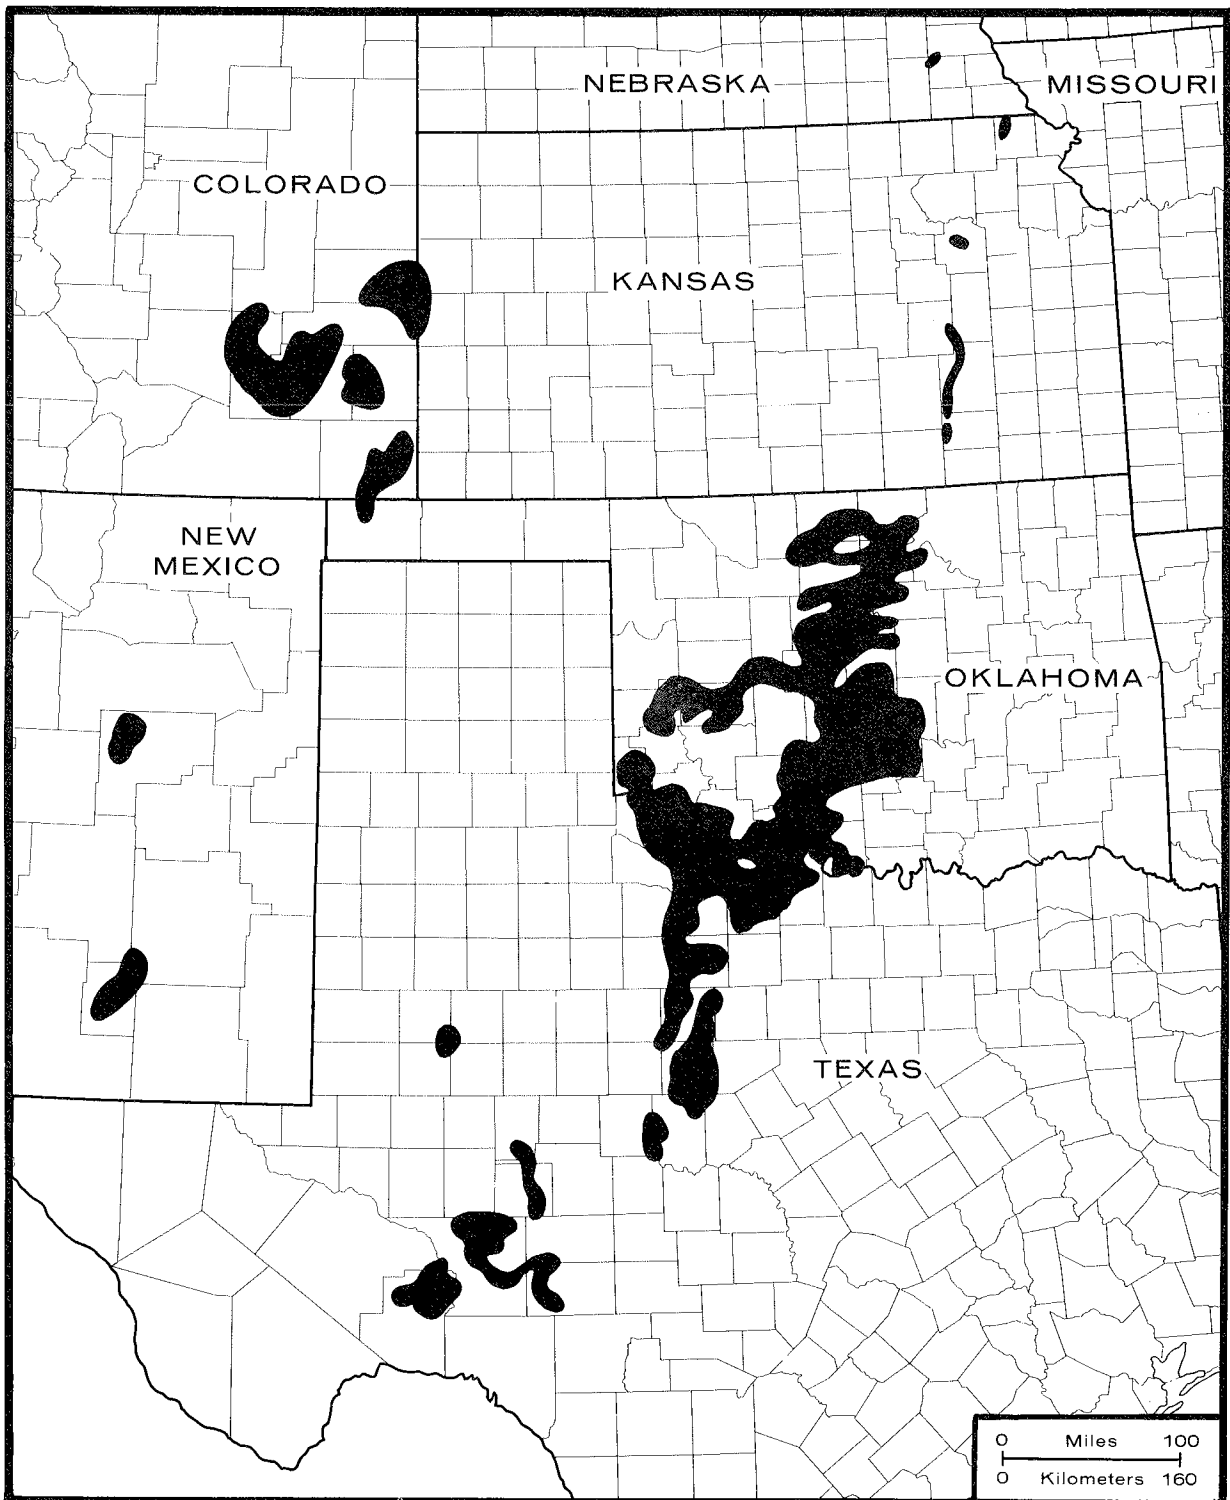 NEBRASKA
MISSOURI
COLORADO
KANSAS
NEW
MEXICO
OKLAHOMA
TEXAS
0 Miles 100
0 Kilometers 160